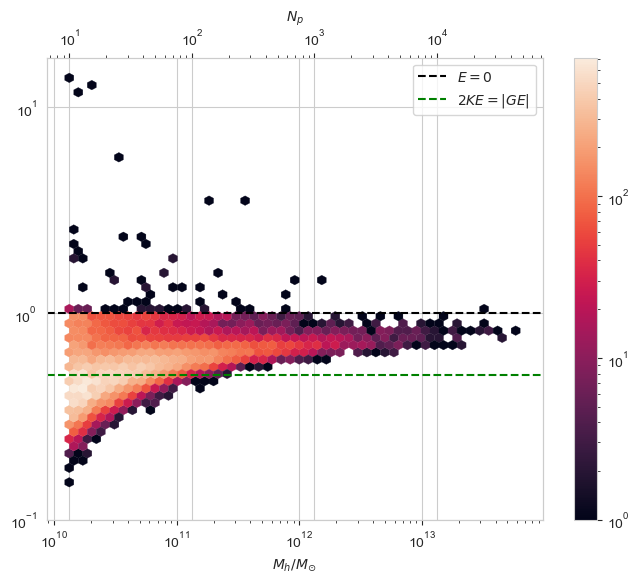 $N_p$
$10^1$ $10^2$ $10^3$ $10^4$
$E = 0$
$2KE = |GE|$
$10^1$
$10^0$
$10^{-1}$
$10^2$
$10^1$
$10^0$
$10^{10}$ $10^{11}$ $10^{12}$ $10^{13}$
$M_h/M_\odot$